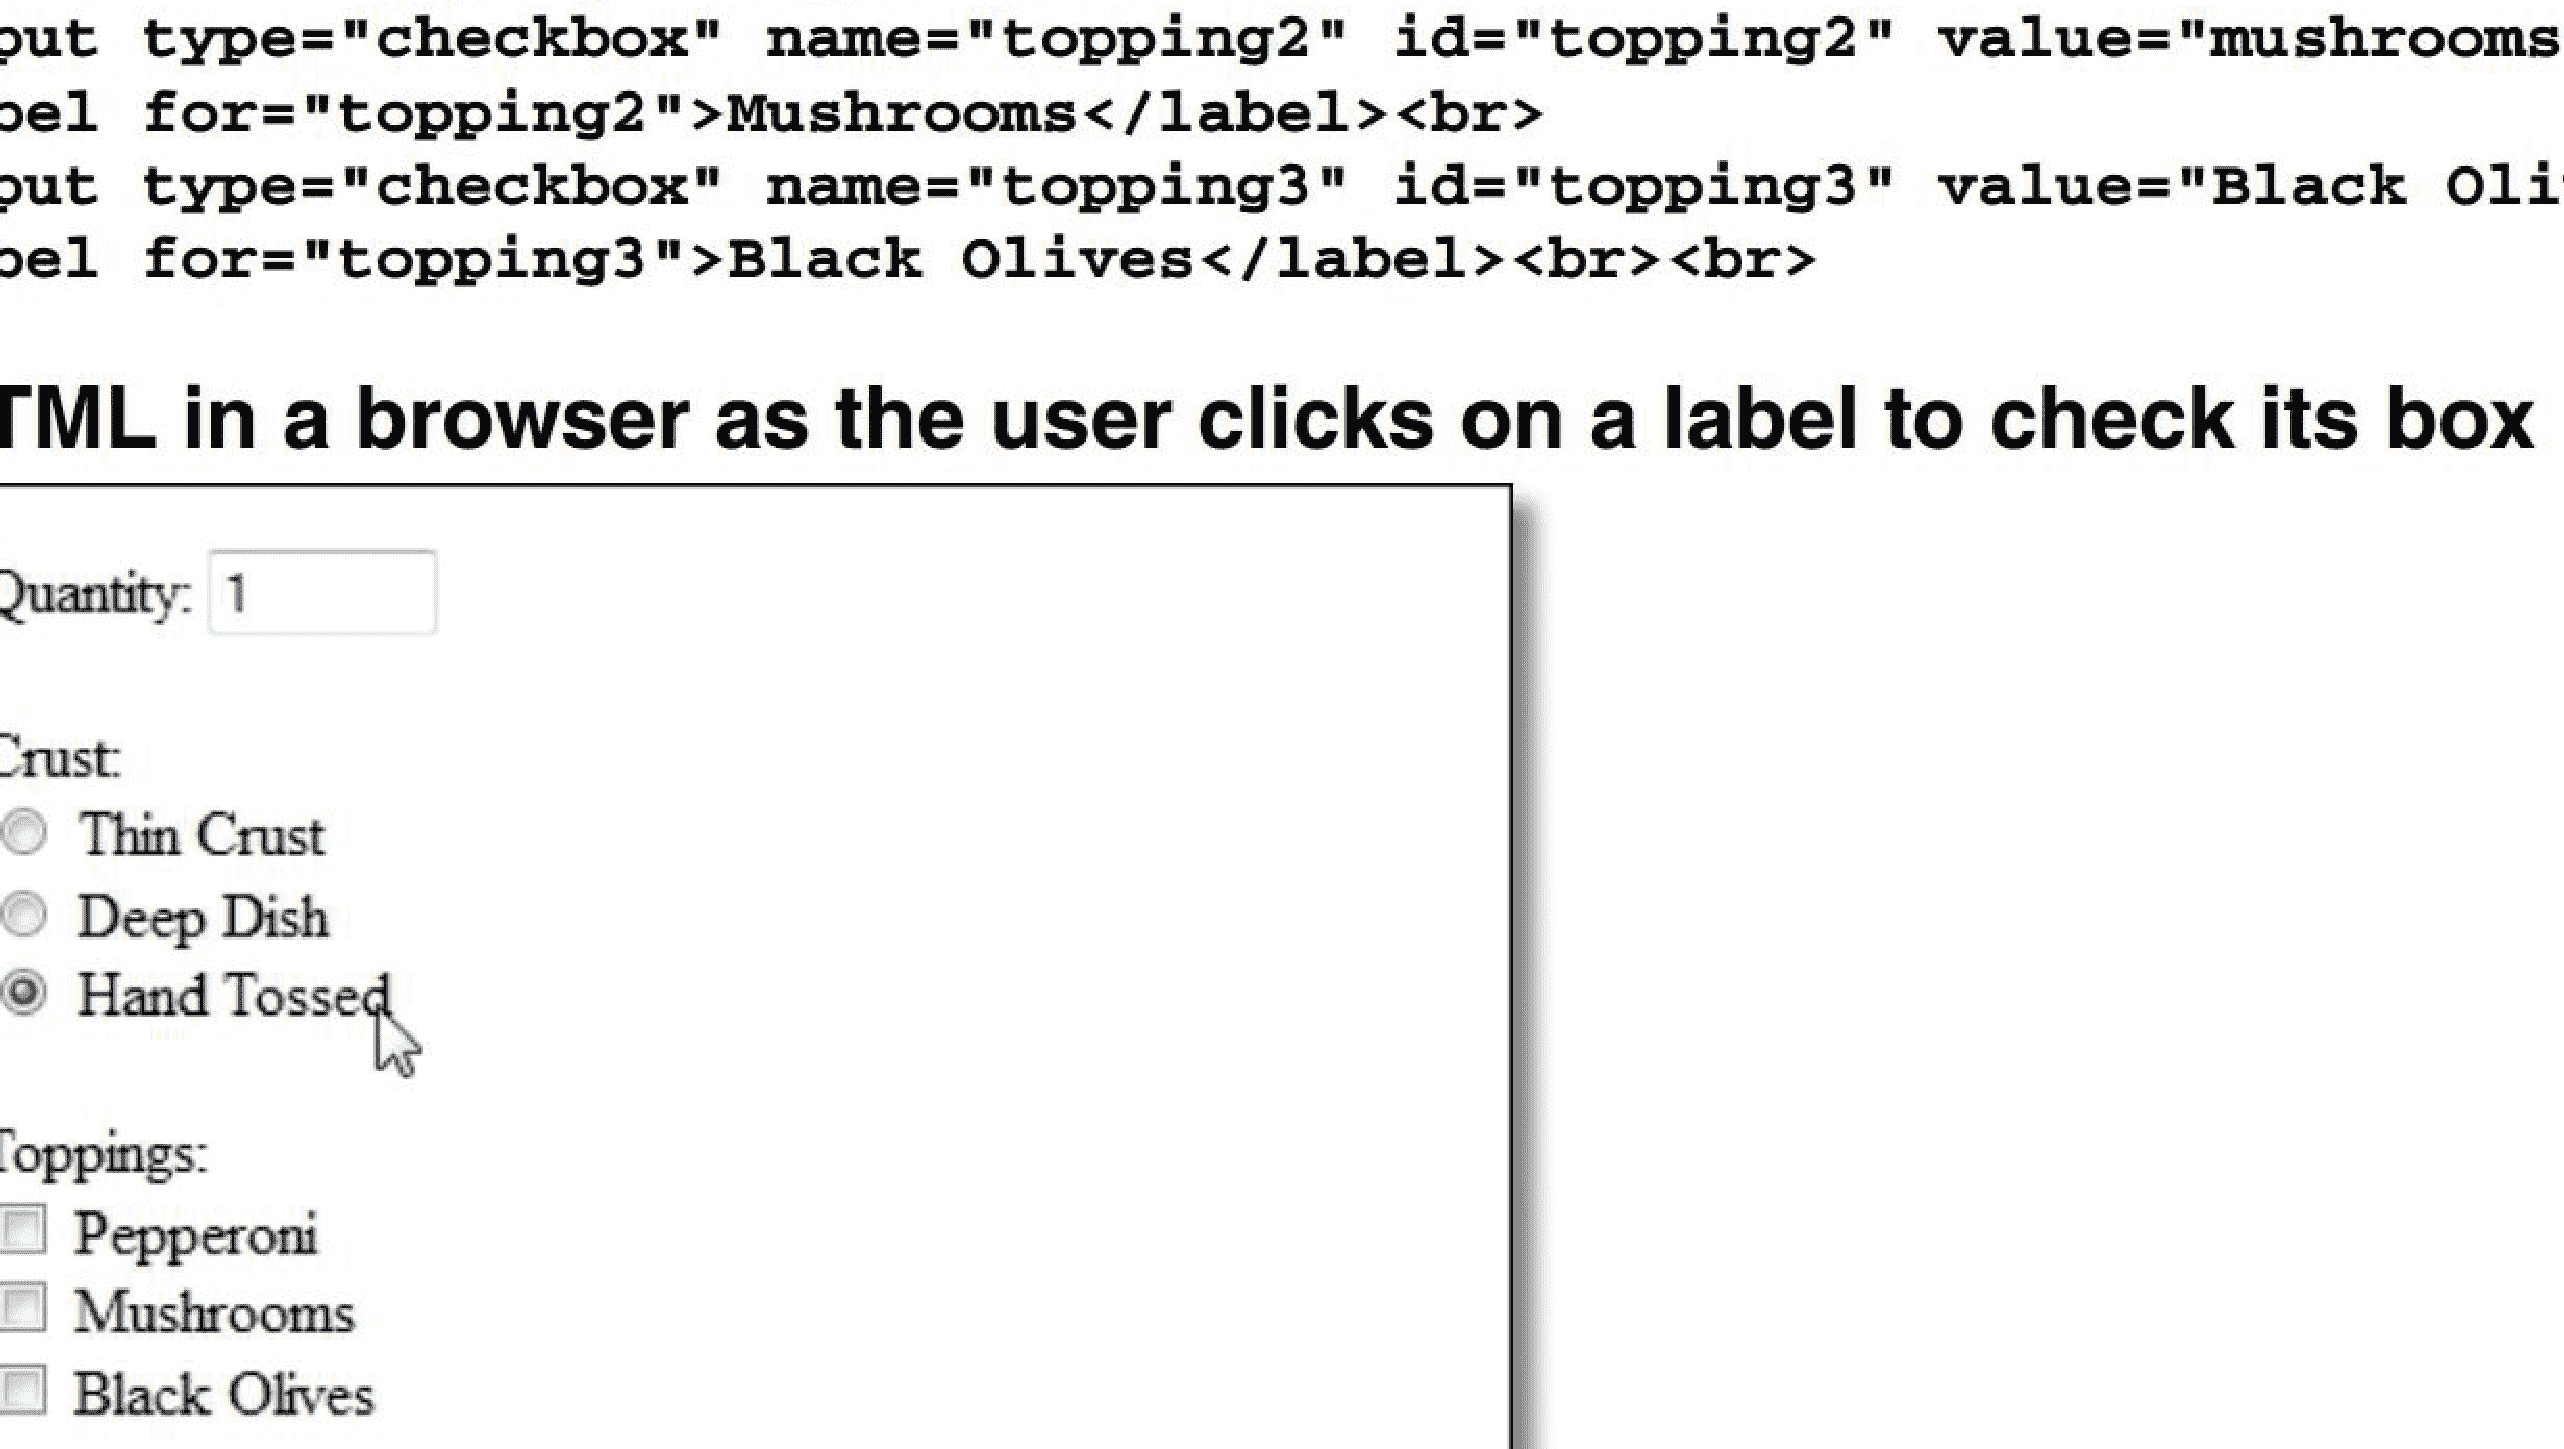 put type="checkbox" name="topping2" id="topping2" value="mushrooms
bel for="topping2">Mushrooms</label><br>
put type="checkbox" name="topping3" id="topping3" value="Black Oli
bel for="topping3">Black Olives</label><br><br>
TML in a browser as the user clicks on a label to check its box
Quantity: 1
Crust:
Thin Crust
Deep Dish
Hand Tossed
Toppings:
Pepperoni
Mushrooms
Black Olives